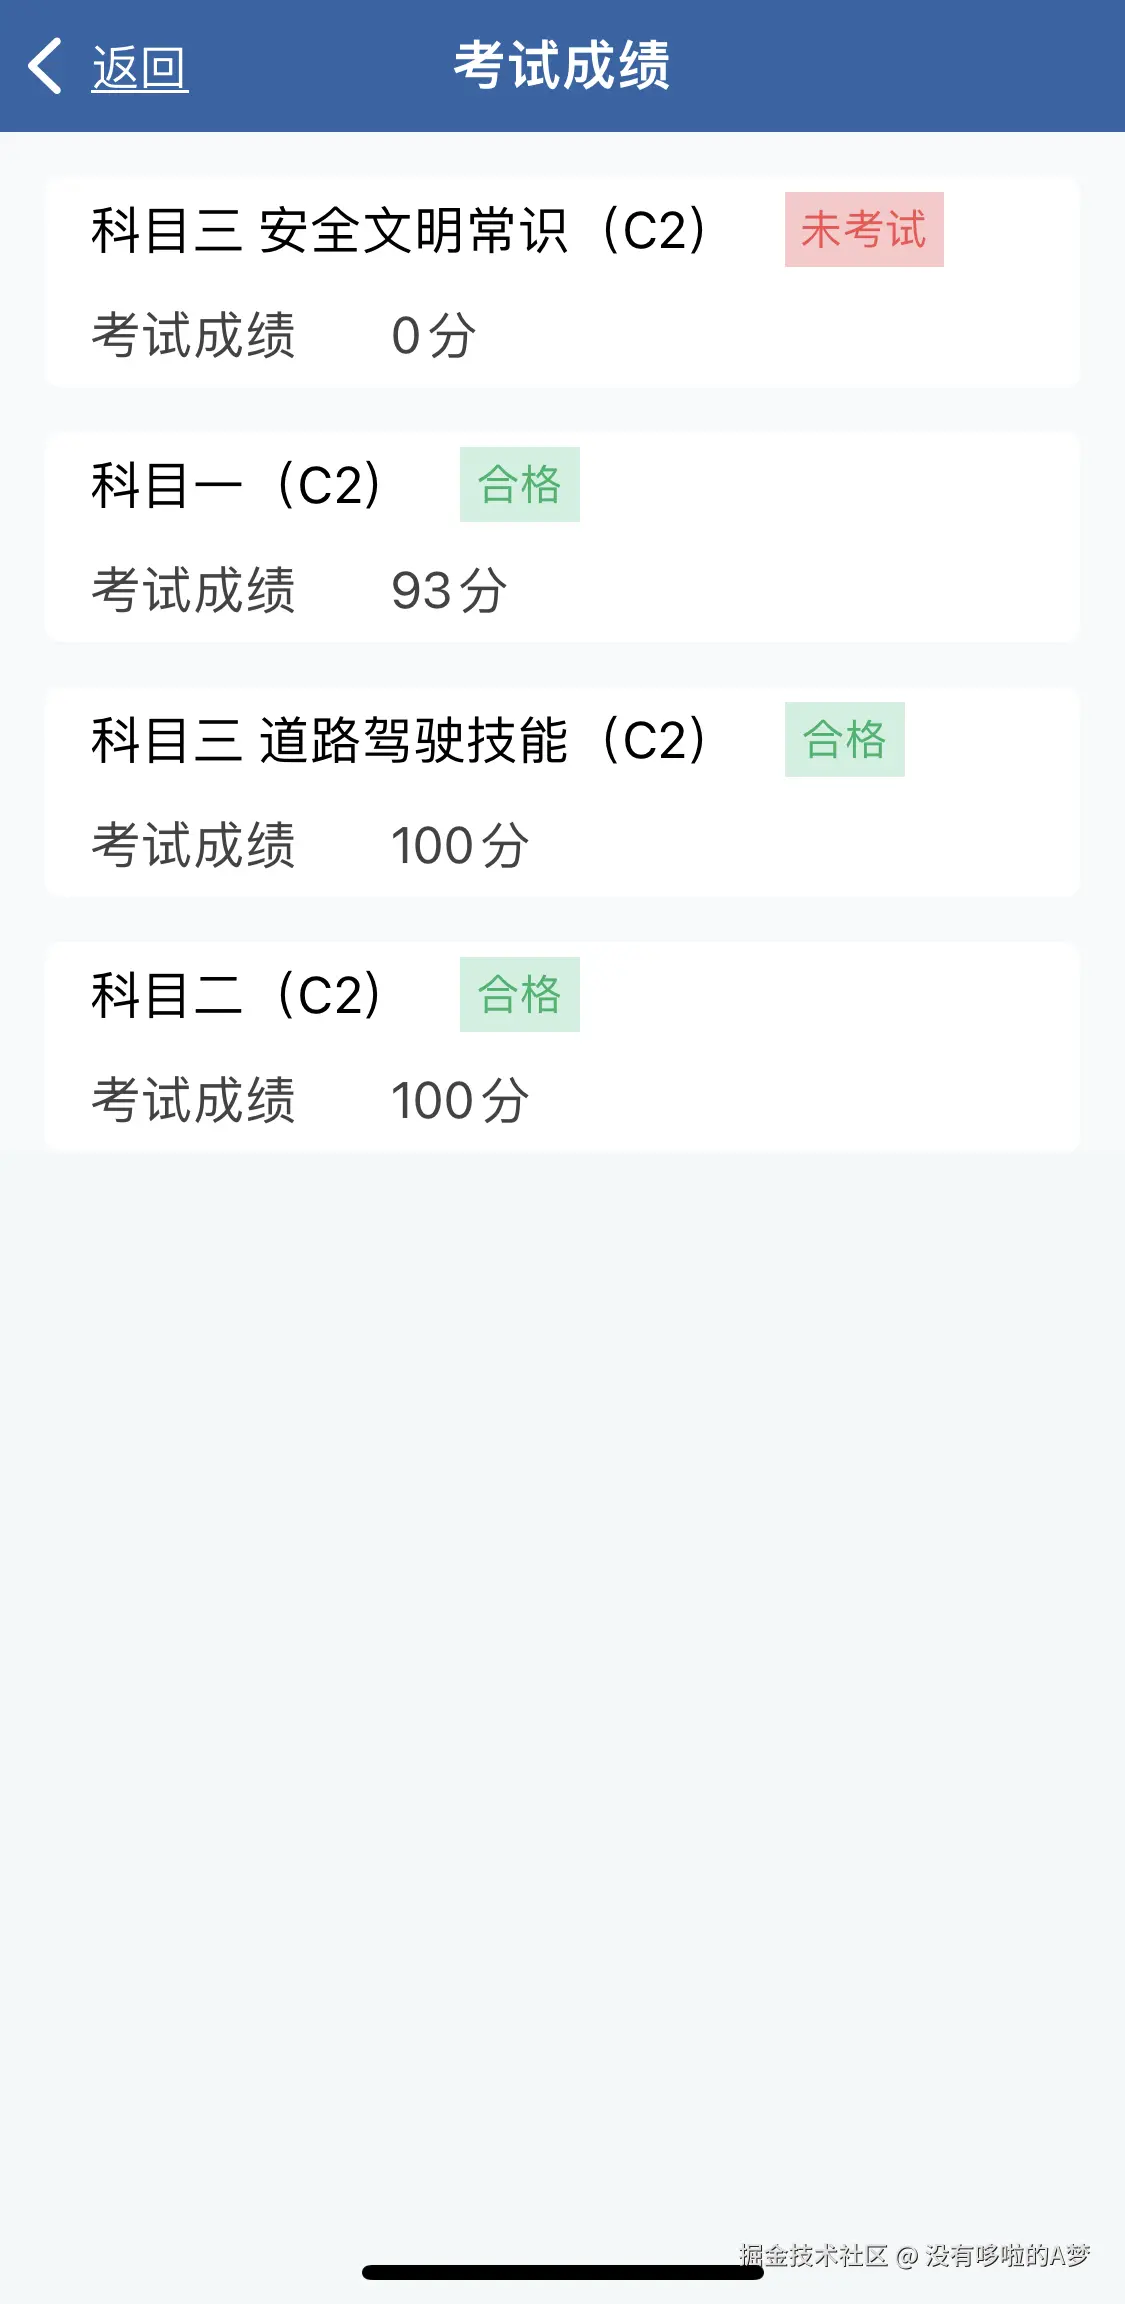 返回 考试成绩
科目三 安全文明常识（C2） 未考试
考试成绩 0分
科目一（C2） 合格
考试成绩 93分
科目三 道路驾驶技能（C2） 合格
考试成绩 100分
科目二（C2） 合格
考试成绩 100分
掘金技术社区 @ 没有哆啦的A梦